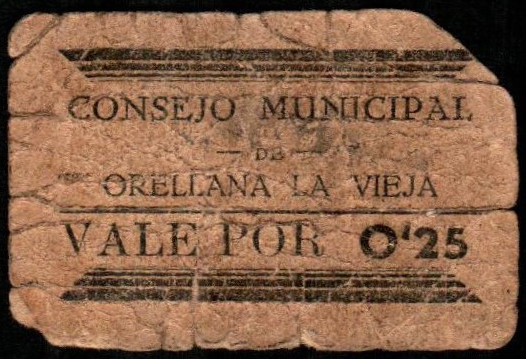 CONSEJO MUNICIPAL
— DE —
ORELLANA LA VIEJA
VALE POR O'25